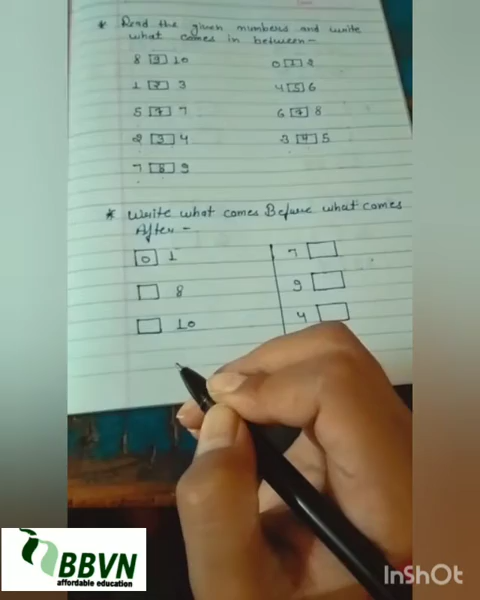 * Read the given numbers and write
what comes in between -
8 9 10 0 1 2
1 2 3 4 5 6
5 7 7 6 7 8
2 3 4 3 4 5
7 8 9
* Write what comes Before what comes
After -
0 1 7
8 9
10 4
BBVN
affordable education
InShOt